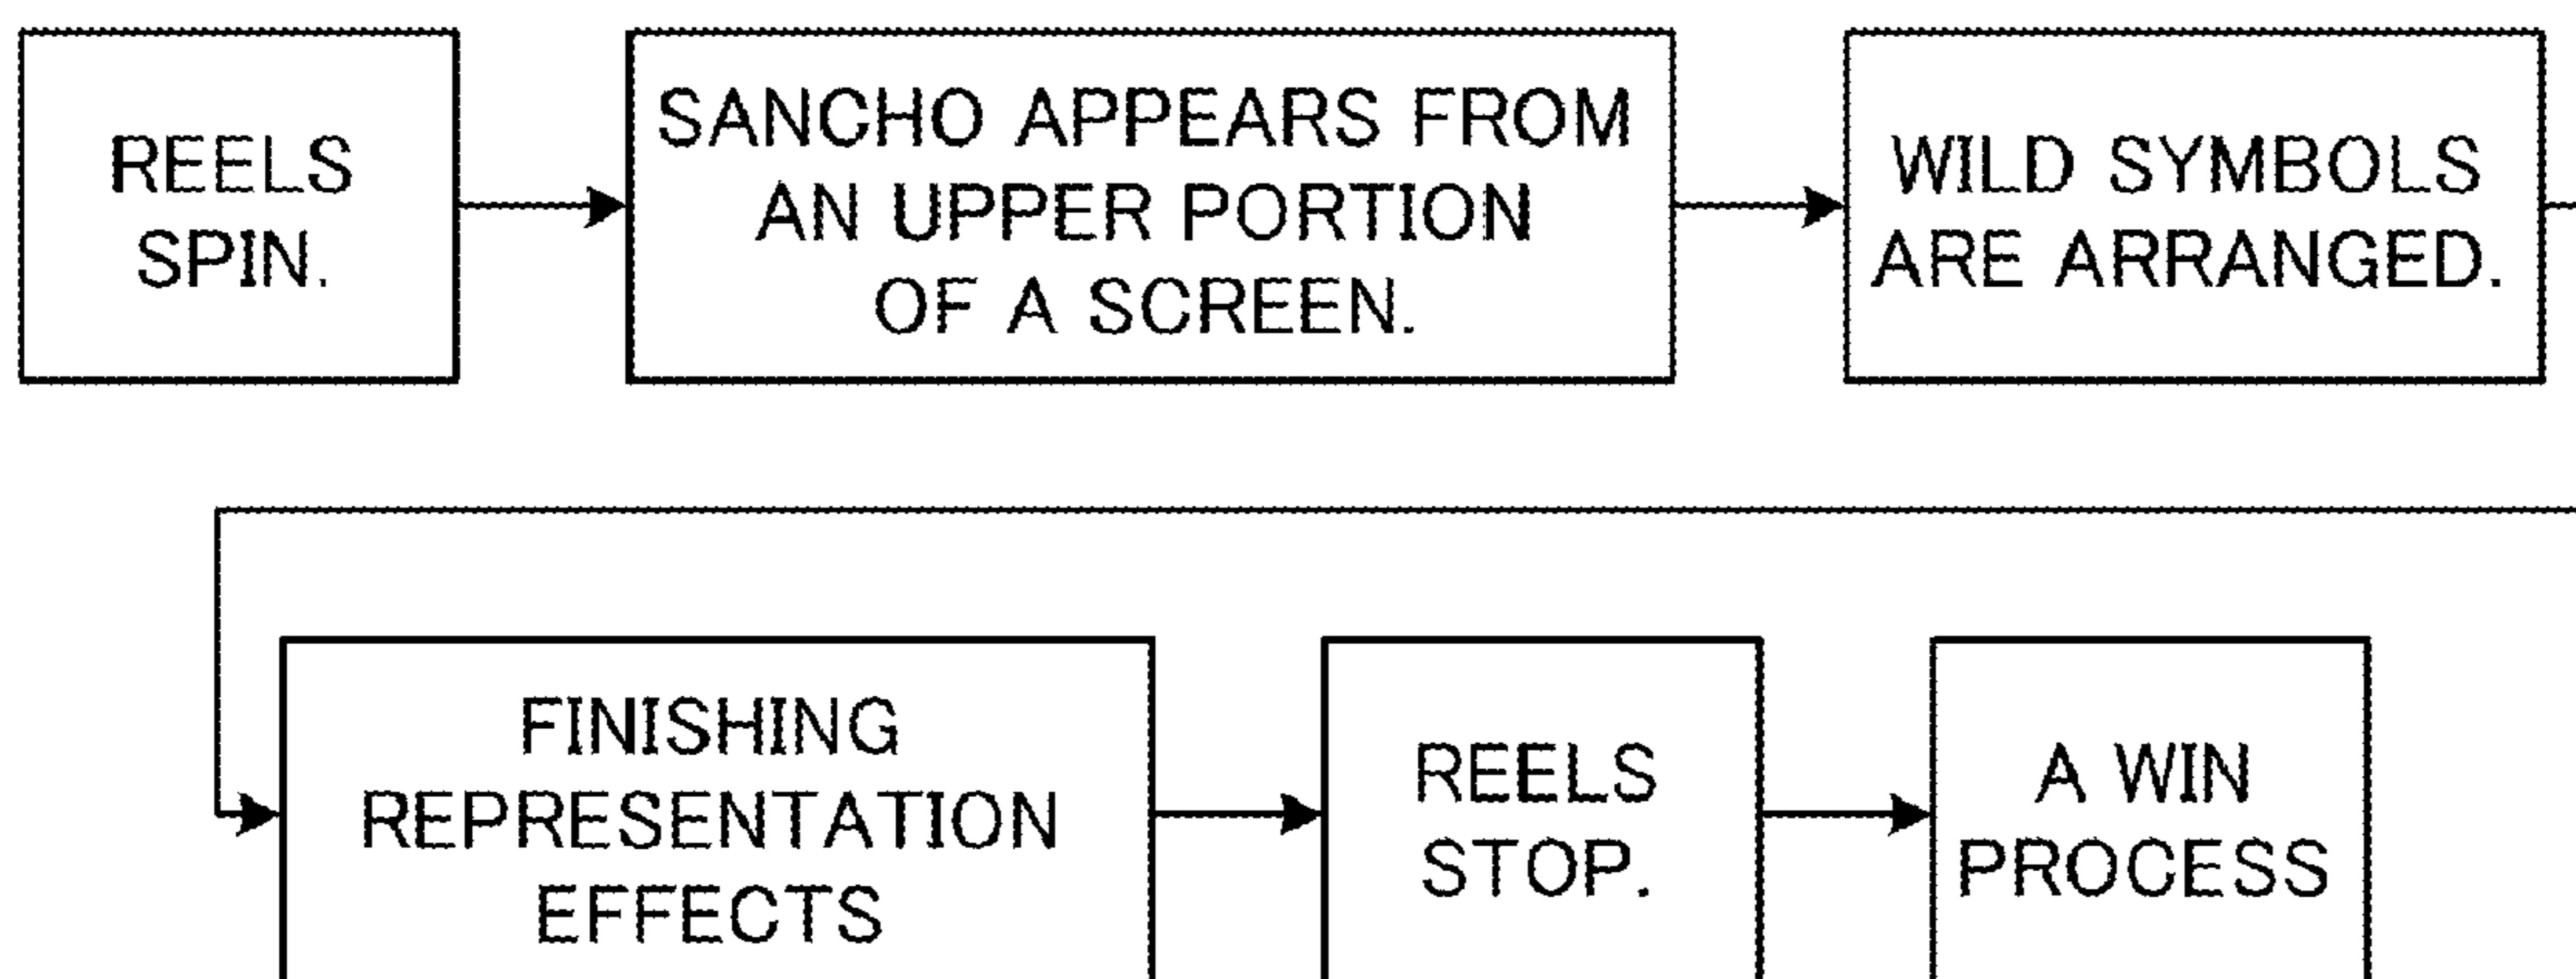 REELS
SPIN.
SANCHO APPEARS FROM
AN UPPER PORTION
OF A SCREEN.
WILD SYMBOLS
ARE ARRANGED.
FINISHING
REPRESENTATION
EFFECTS
REELS
STOP.
A WIN
PROCESS